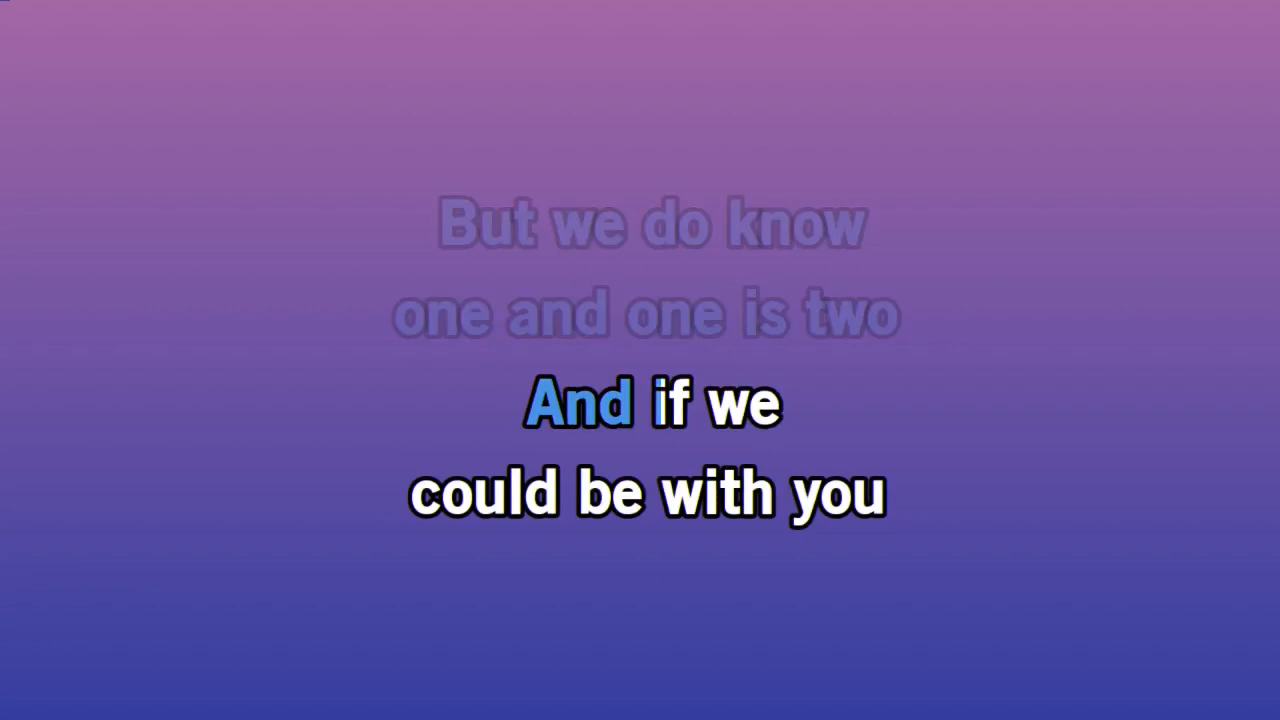 But we do know
one and one is two
And if we
could be with you